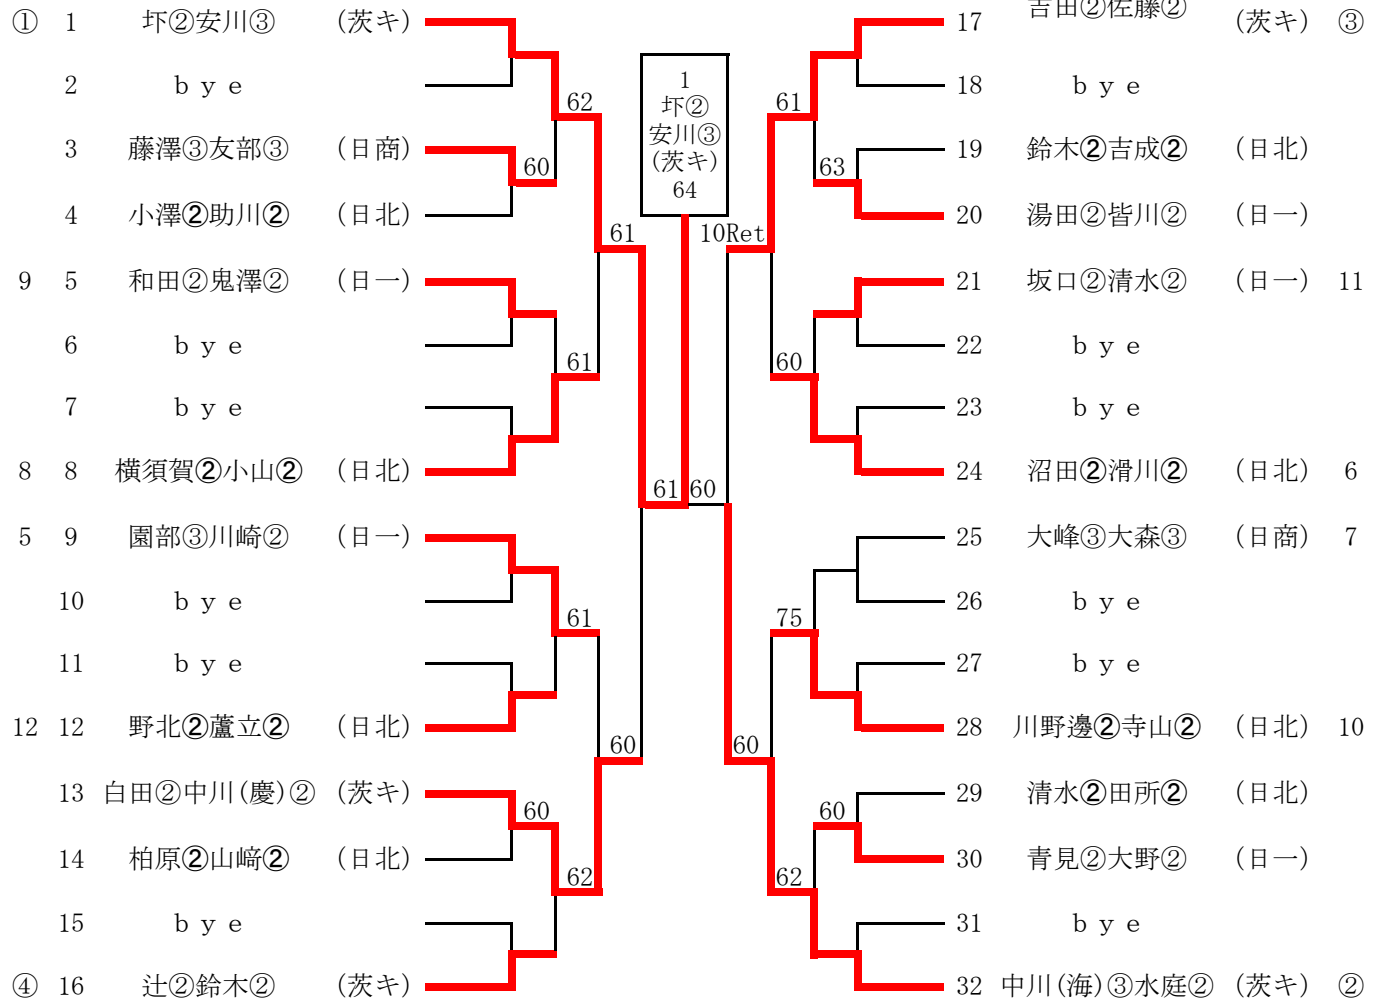 ① 1 圷②安川③ (茨キ)
2 bye
3 藤澤③友部③ (日商)
4 小澤②助川② (日北)
9 5 和田②鬼澤② (日一)
6 bye
7 bye
8 8 横須賀②小山② (日北)
5 9 園部③川崎② (日一)
10 bye
11 bye
12 12 野北②蘆立② (日北)
13 白田②中川(慶)② (茨キ)
14 柏原②山﨑② (日北)
15 bye
④ 16 辻②鈴木② (茨キ)
62
60
61
61
61
60
60
62
1
圷②
安川③
(茨キ)
64
61 60
10Ret
61
63
60
75
60
60
62
17 吉田②佐藤② (茨キ) ③
18 bye
19 鈴木②吉成② (日北)
20 湯田②皆川② (日一)
21 坂口②清水② (日一) 11
22 bye
23 bye
24 沼田②滑川② (日北) 6
25 大峰③大森③ (日商) 7
26 bye
27 bye
28 川野邊②寺山② (日北) 10
29 清水②田所② (日北)
30 青見②大野② (日一)
31 bye
32 中川(海)③水庭② (茨キ) ②